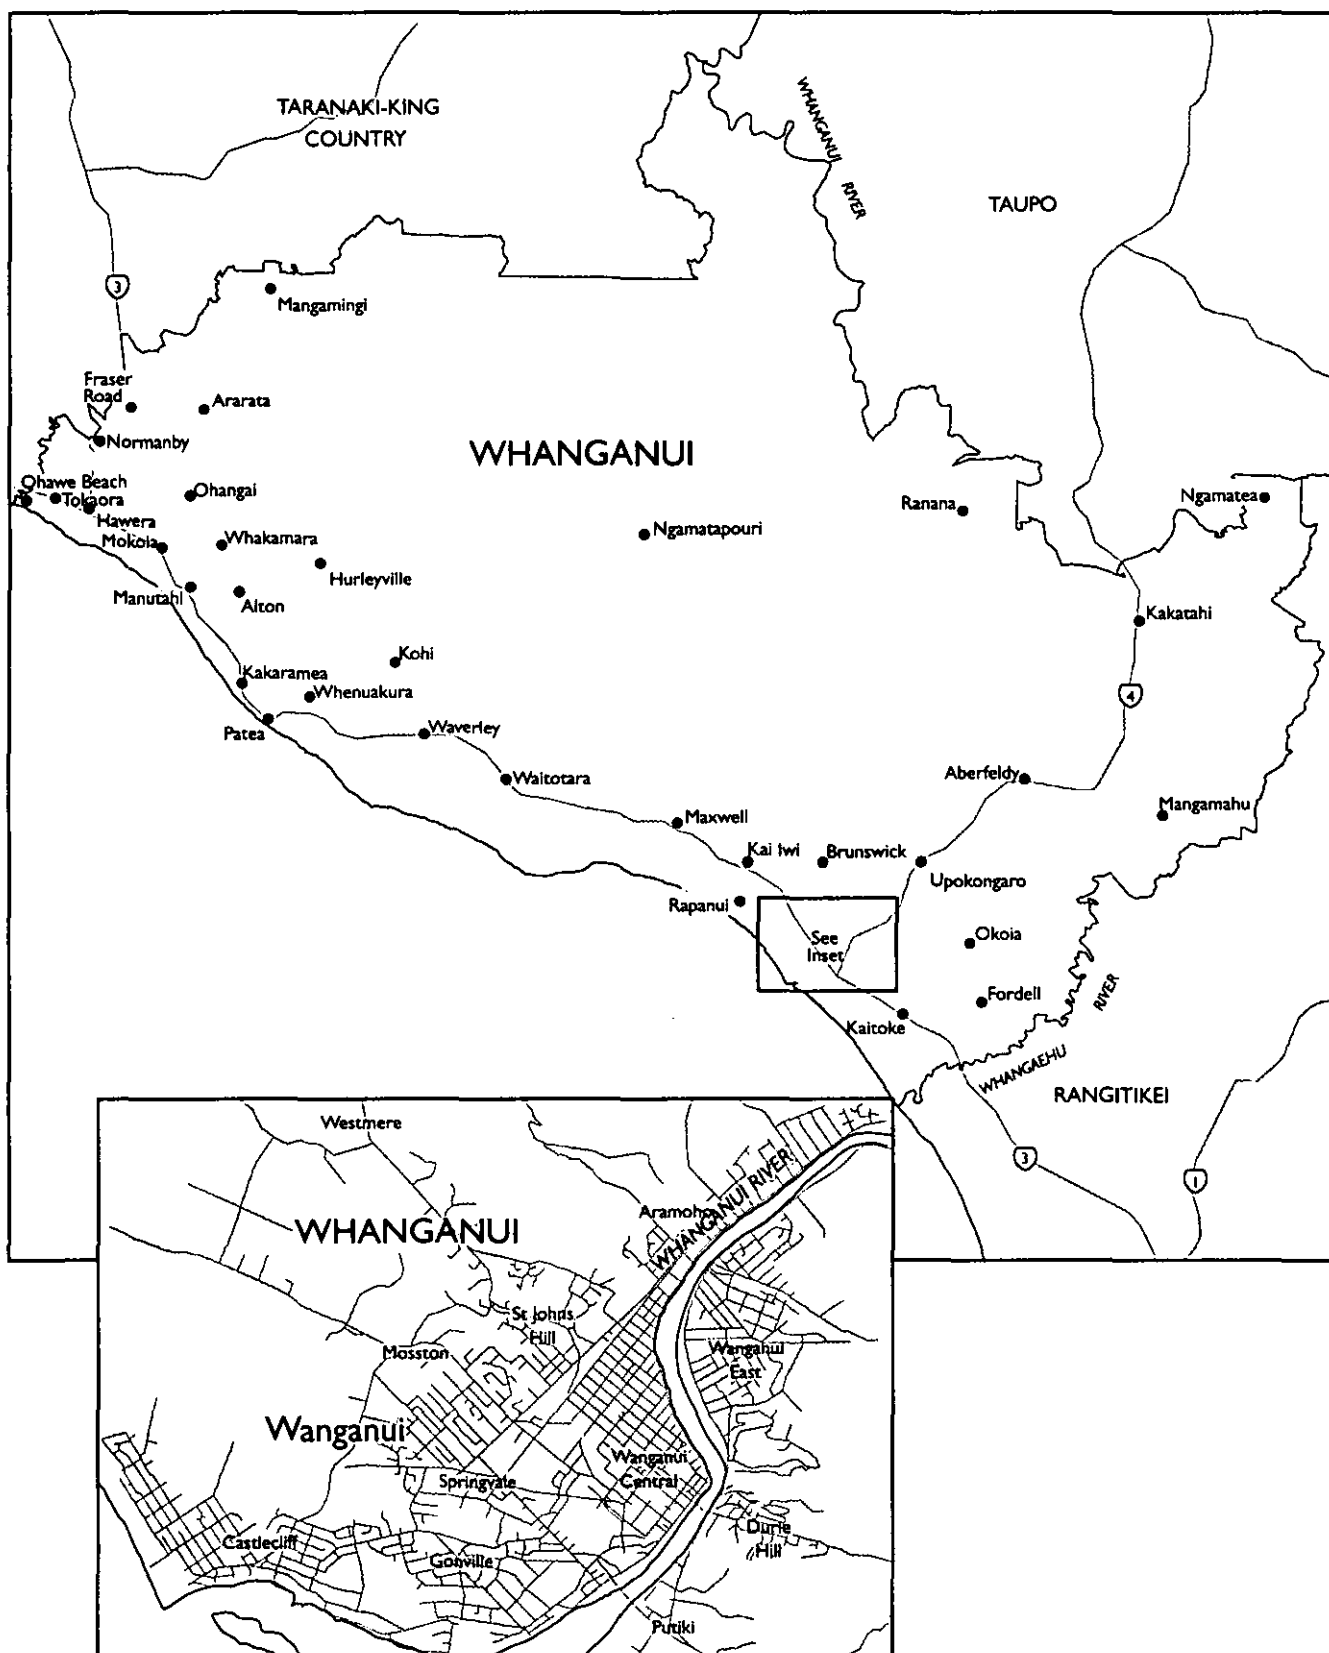 TARANAKI-KING
COUNTRY
WHANGANUI
RIVER
TAUPO
3
Mangamingi
Fraser
Road
Ararata
Normanby
WHANGANUI
Ohawe Beach
Tokaora
Hawera
Ohangai
Ranana
Ngamatea
Mokoia
Whakamara
Ngamatapouri
Hurleyville
Manutahi
Alton
Kakatahi
Kohi
Kakaramea
Whenuakura
4
Patea
Waverley
Waitotara
Aberfeldy
Mangamahu
Maxwell
Kai Iwi
Brunswick
Upokongaro
Rapanui
See
Inset
Okoia
Fordell
RIVER
Kaitoke
WHANGAEHU
RANGITIKEI
3
1
Westmere
WHANGANUI RIVER
Aramoho
WHANGANUI
St Johns
Hill
Mosston
Wanganui
East
Wanganui
Wanganui
Central
Springvale
Castlecliff
Gonville
Durie
Hill
Putiki